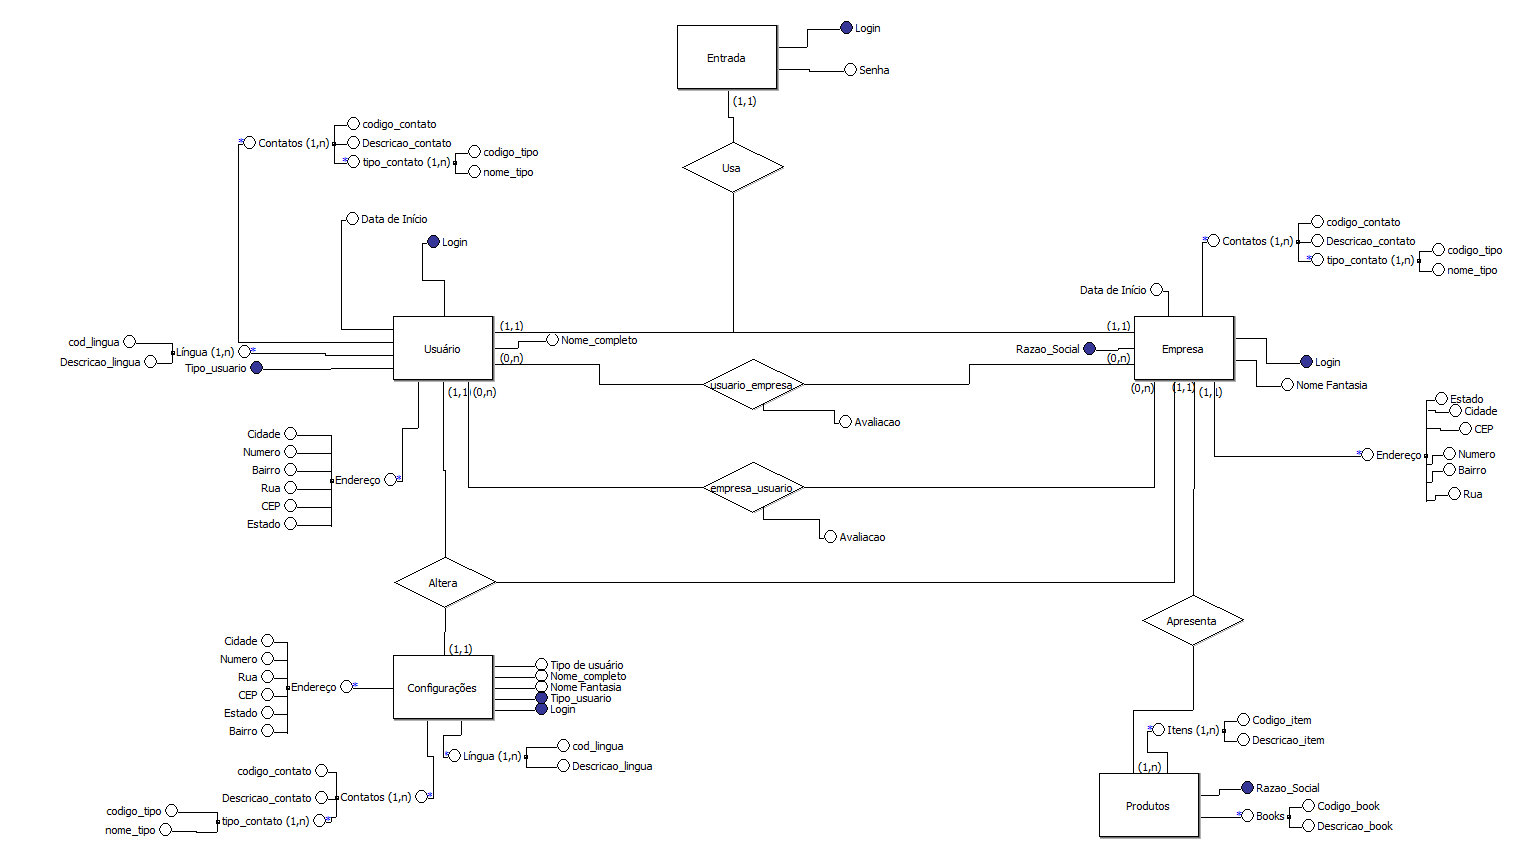 Login
Entrada
Senha
(1,1)
Usa
codigo_contato
* Contatos (1,n)
Descricao_contato
* tipo_contato (1,n)
codigo_tipo
nome_tipo
Data de Início
Login
codigo_contato
* Contatos (1,n)
Descricao_contato
* tipo_contato (1,n)
codigo_tipo
nome_tipo
Data de Início
(1,1)
(1,1)
cod_lingua
Língua (1,n) *
Descricao_lingua
Tipo_usuario
Usuário
Nome_completo
(0,n)
Razao_Social
(0,n)
Empresa
Login
Nome Fantasia
usuario_empresa
Avaliacao
(1,1)
(0,n)
(0,n)
(1,1)
(1,1)
Estado
Cidade
CEP
* Endereço
Numero
Bairro
Rua
Cidade
Numero
Bairro
Rua
CEP
Estado
Endereço *
empresa_usuario
Avaliacao
Altera
Apresenta
(1,1)
Cidade
Numero
Rua
CEP
Estado
Bairro
Endereço *
Configurações
Tipo de usuário
Nome_completo
Nome Fantasia
Tipo_usuario
Login
* Língua (1,n)
cod_lingua
Descricao_lingua
codigo_contato
Descricao_contato
Contatos (1,n) *
codigo_tipo
nome_tipo
tipo_contato (1,n) *
* Itens (1,n)
Codigo_item
Descricao_item
(1,n)
Produtos
Razao_Social
* Books
Codigo_book
Descricao_book